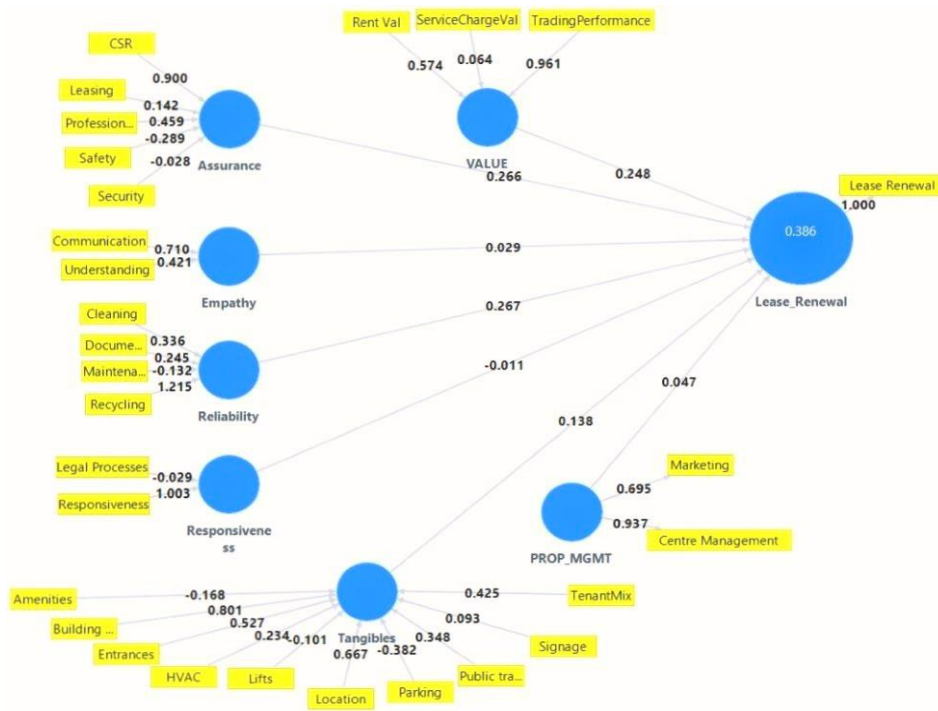 Rent Val
ServiceChargeVal
TradingPerformance
0.574
0.064
0.961
VALUE
0.248
CSR
0.900
Leasing
0.142
Profession...
0.459
Safety
-0.289
Security
-0.028
Assurance
0.266
Lease Renewal
1.000
0.386
Lease_Renewal
Communication
0.710
Understanding
0.421
Empathy
0.029
Cleaning
0.336
Docume...
0.245
Maintena...
-0.132
Recycling
1.215
Reliability
0.267
Legal Processes
-0.029
Responsiveness
1.003
Responsivene
ss
-0.011
0.138
0.047
Marketing
0.695
Centre Management
0.937
PROP_MGMT
Amenities
-0.168
Building ...
0.801
Entrances
0.527
HVAC
0.234
Lifts
-0.101
Location
0.667
Parking
-0.382
Public tra...
0.348
Signage
0.093
TenantMix
0.425
Tangibles